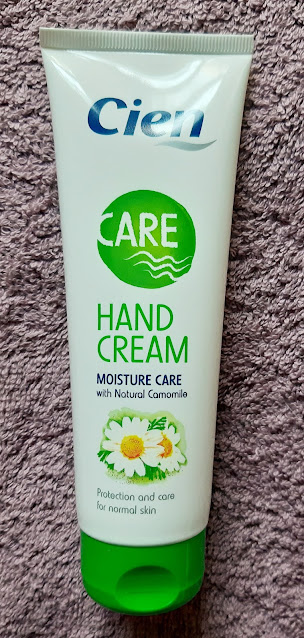 Cien
CARE
HAND
CREAM
MOISTURE CARE
with Natural Camomile
Protection and care
for normal skin